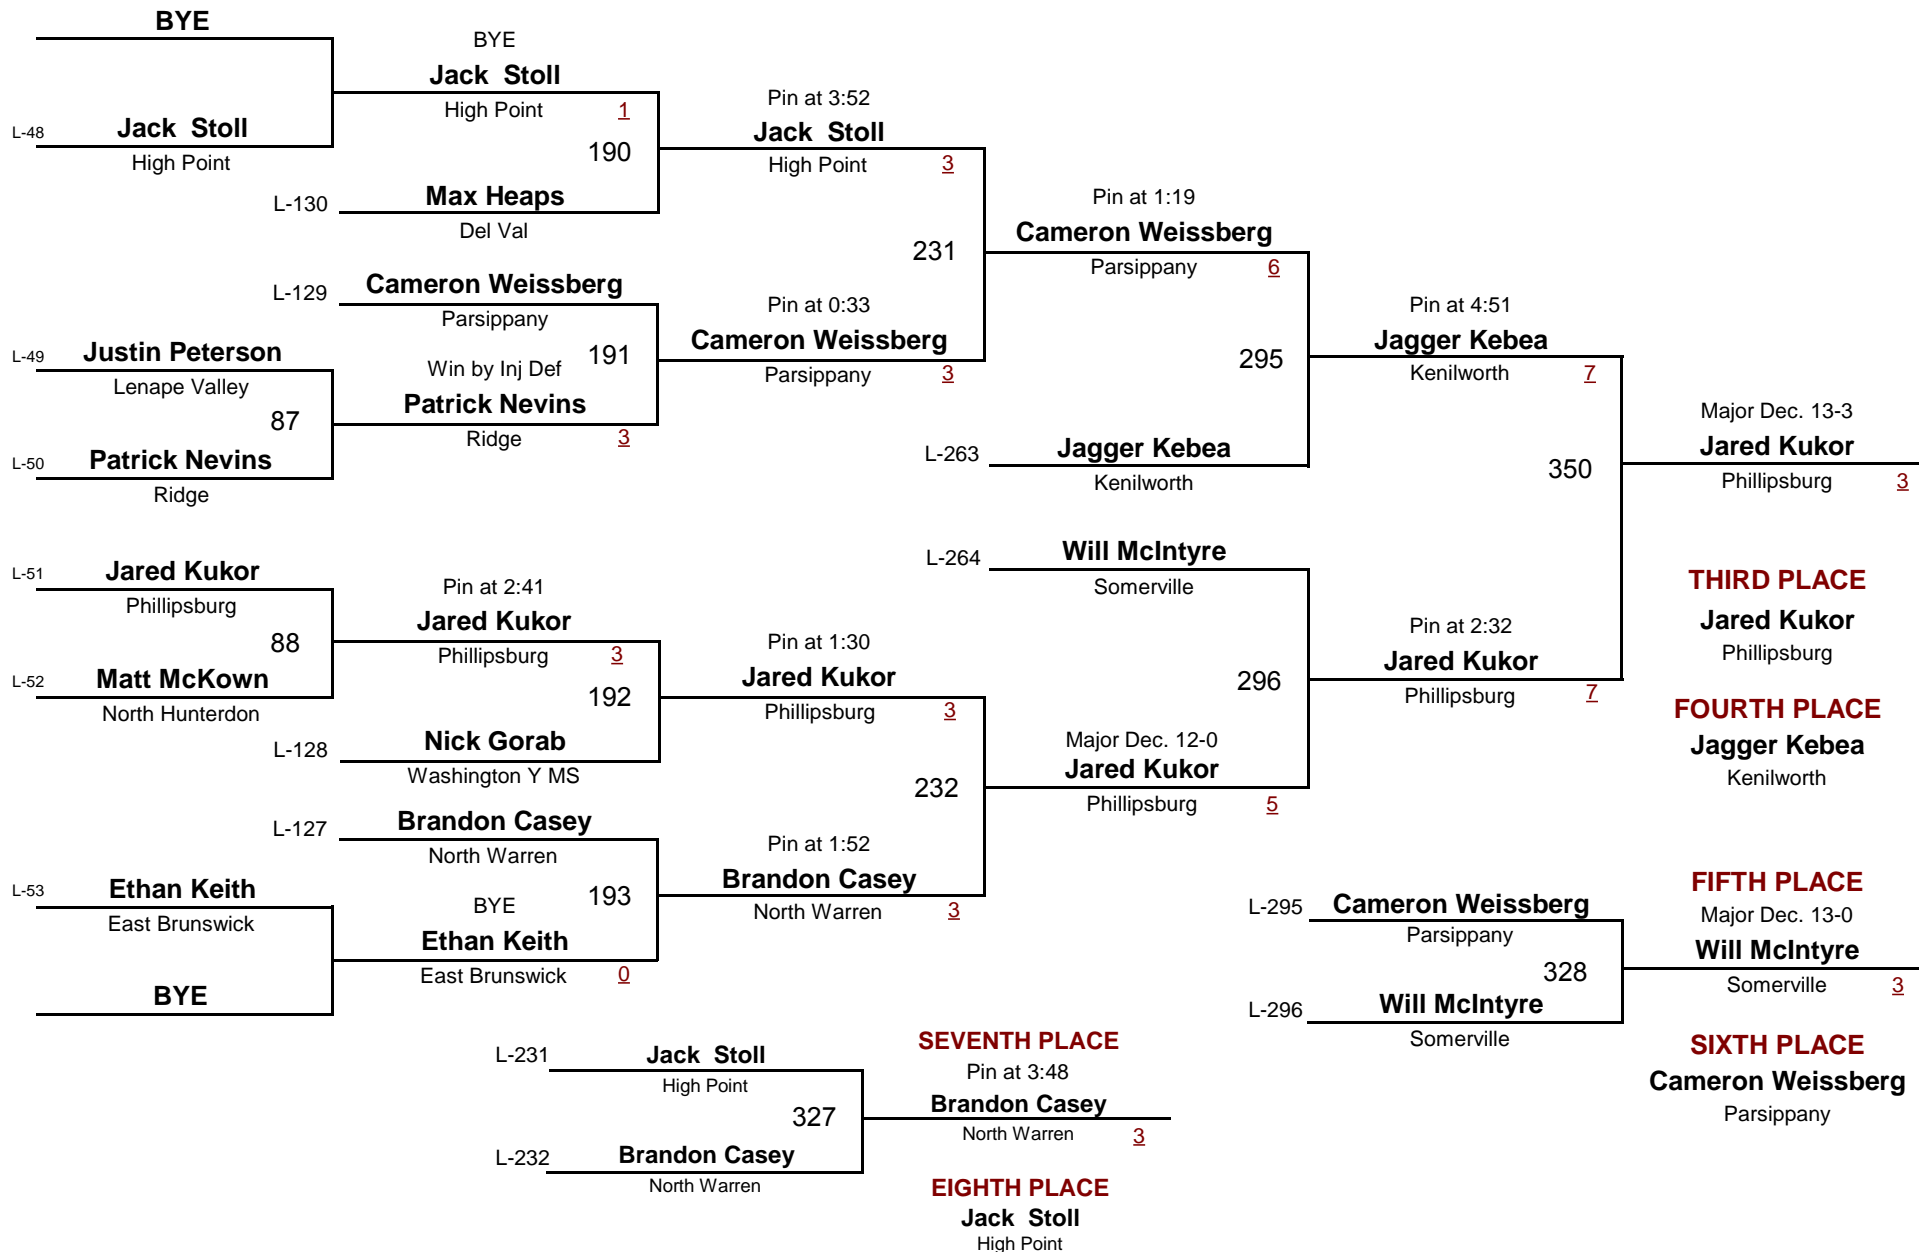 BYE
L-48
Jack Stoll
High Point
BYE
Jack Stoll
High Point 1
190
L-130
Max Heaps
Del Val
Pin at 3:52
Jack Stoll
High Point 3
L-129
Cameron Weissberg
Parsippany
L-49
Justin Peterson
Lenape Valley
87
L-50
Patrick Nevins
Ridge
Win by Inj Def
Patrick Nevins
Ridge 3
191
Pin at 0:33
Cameron Weissberg
Parsippany 3
231
Pin at 1:19
Cameron Weissberg
Parsippany 6
295
L-263
Jagger Kebea
Kenilworth
Pin at 4:51
Jagger Kebea
Kenilworth 7
350
Major Dec. 13-3
Jared Kukor
Phillipsburg 3
L-51
Jared Kukor
Phillipsburg
88
L-52
Matt McKown
North Hunterdon
Pin at 2:41
Jared Kukor
Phillipsburg 3
192
L-128
Nick Gorab
Washington Y MS
Pin at 1:30
Jared Kukor
Phillipsburg 3
L-127
Brandon Casey
North Warren
L-53
Ethan Keith
East Brunswick
BYE
BYE
Ethan Keith
East Brunswick 0
193
Pin at 1:52
Brandon Casey
North Warren 3
232
L-264
Will McIntyre
Somerville
296
Major Dec. 12-0
Jared Kukor
Phillipsburg 5
Pin at 2:32
Jared Kukor
Phillipsburg 7
THIRD PLACE
Jared Kukor
Phillipsburg
FOURTH PLACE
Jagger Kebea
Kenilworth
L-295
Cameron Weissberg
Parsippany
328
L-296
Will McIntyre
Somerville
FIFTH PLACE
Major Dec. 13-0
Will McIntyre
Somerville 3
SIXTH PLACE
Cameron Weissberg
Parsippany
L-231
Jack Stoll
High Point
327
L-232
Brandon Casey
North Warren
SEVENTH PLACE
Pin at 3:48
Brandon Casey
North Warren 3
EIGHTH PLACE
Jack Stoll
High Point